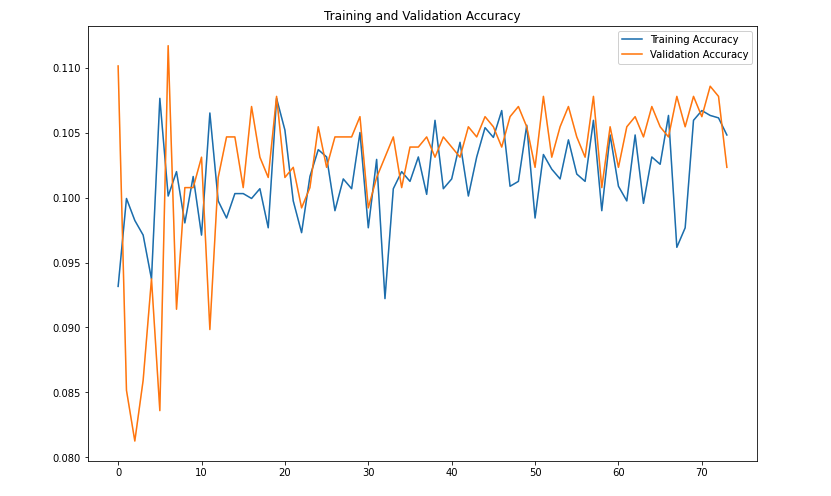 Training and Validation Accuracy
Training Accuracy
Validation Accuracy
0.110
0.105
0.100
0.095
0.090
0.085
0.080
0 10 20 30 40 50 60 70